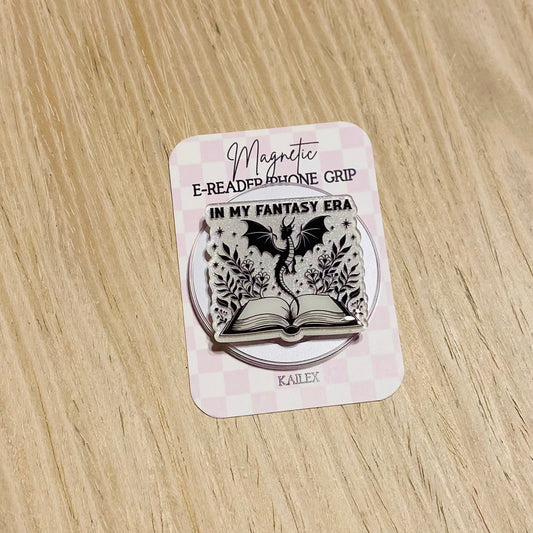 Magnetic
E-READER/PHONE GRIP
IN MY FANTASY ERA
KAILEX